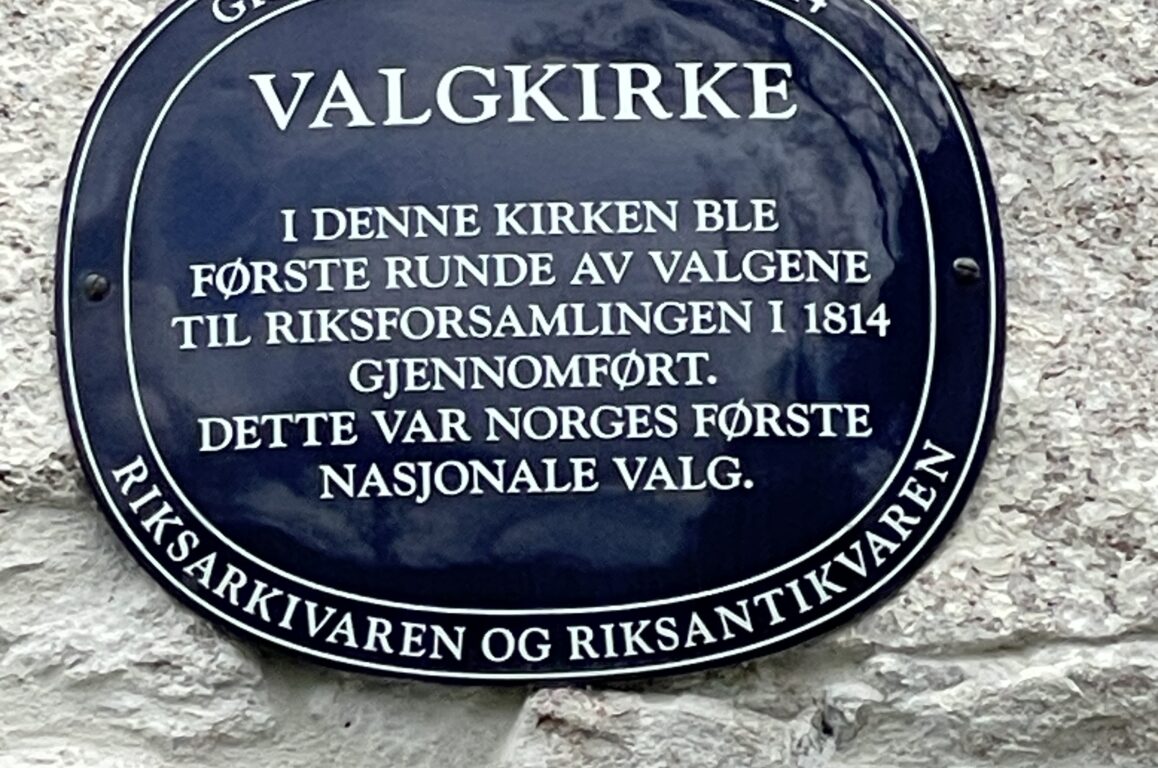 VALGKIRKE
I DENNE KIRKEN BLE
FØRSTE RUNDE AV VALGENE
TIL RIKSFORSAMLINGEN I 1814
GJENNOMFØRT.
DETTE VAR NORGES FØRSTE
NASJONALE VALG.
RIKSARKIVAREN OG RIKSANTIKVAREN